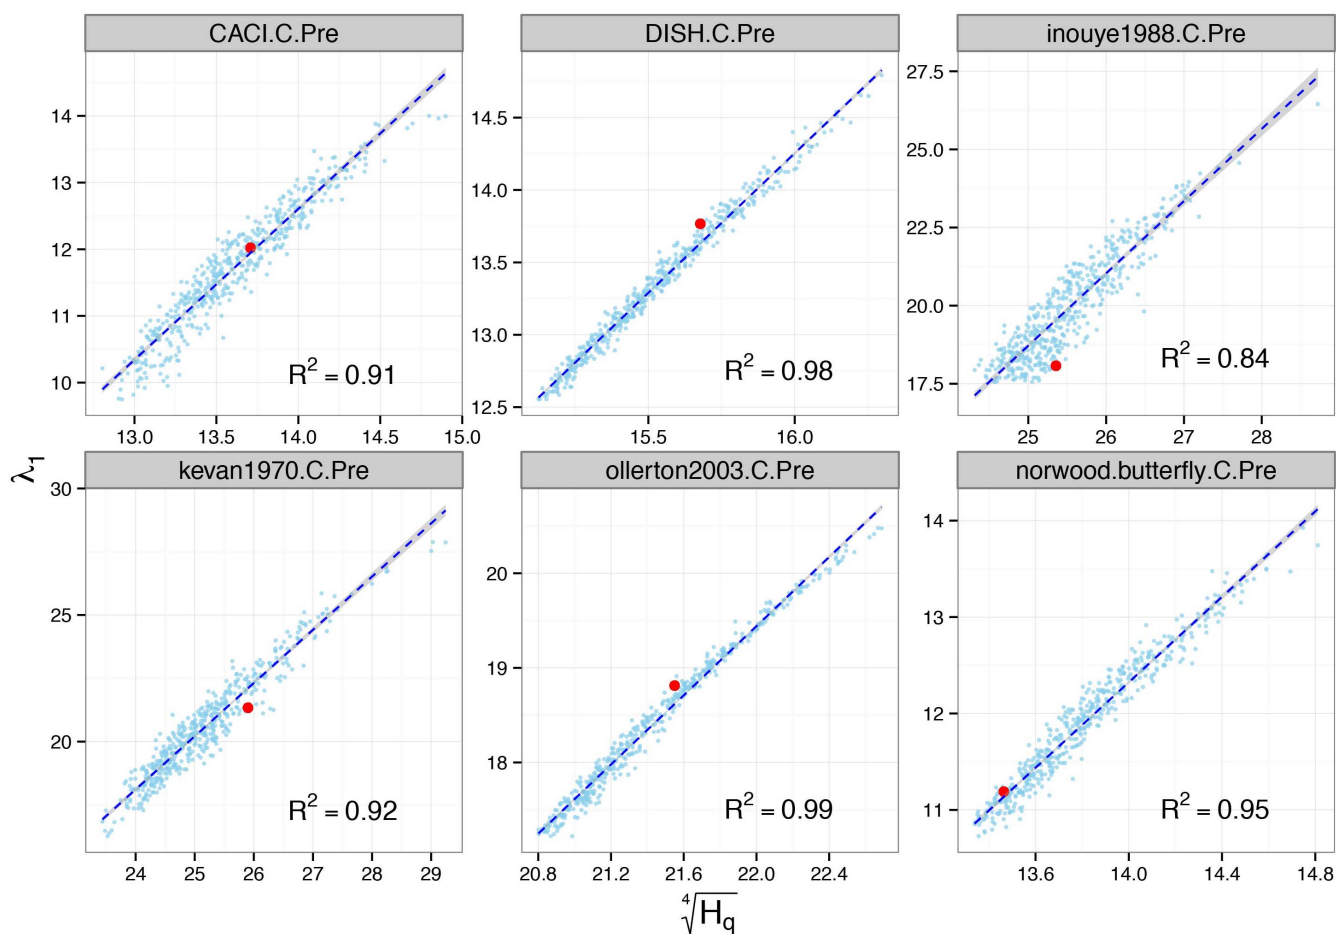 CACI.C.Pre
DISH.C.Pre
inouye1988.C.Pre
14
13
12
11
10
R² = 0.91
13.0 13.5 14.0 14.5 15.0
14.5
14.0
13.5
13.0
12.5
R² = 0.98
15.5 16.0
27.5
25.0
22.5
20.0
17.5
R² = 0.84
25 26 27 28
λ₁
kevan1970.C.Pre
ollerton2003.C.Pre
norwood.butterfly.C.Pre
30
25
20
R² = 0.92
24 25 26 27 28 29
20
19
18
R² = 0.99
20.8 21.2 21.6 22.0 22.4
14
13
12
11
R² = 0.95
13.6 14.0 14.4 14.8
∜Hq